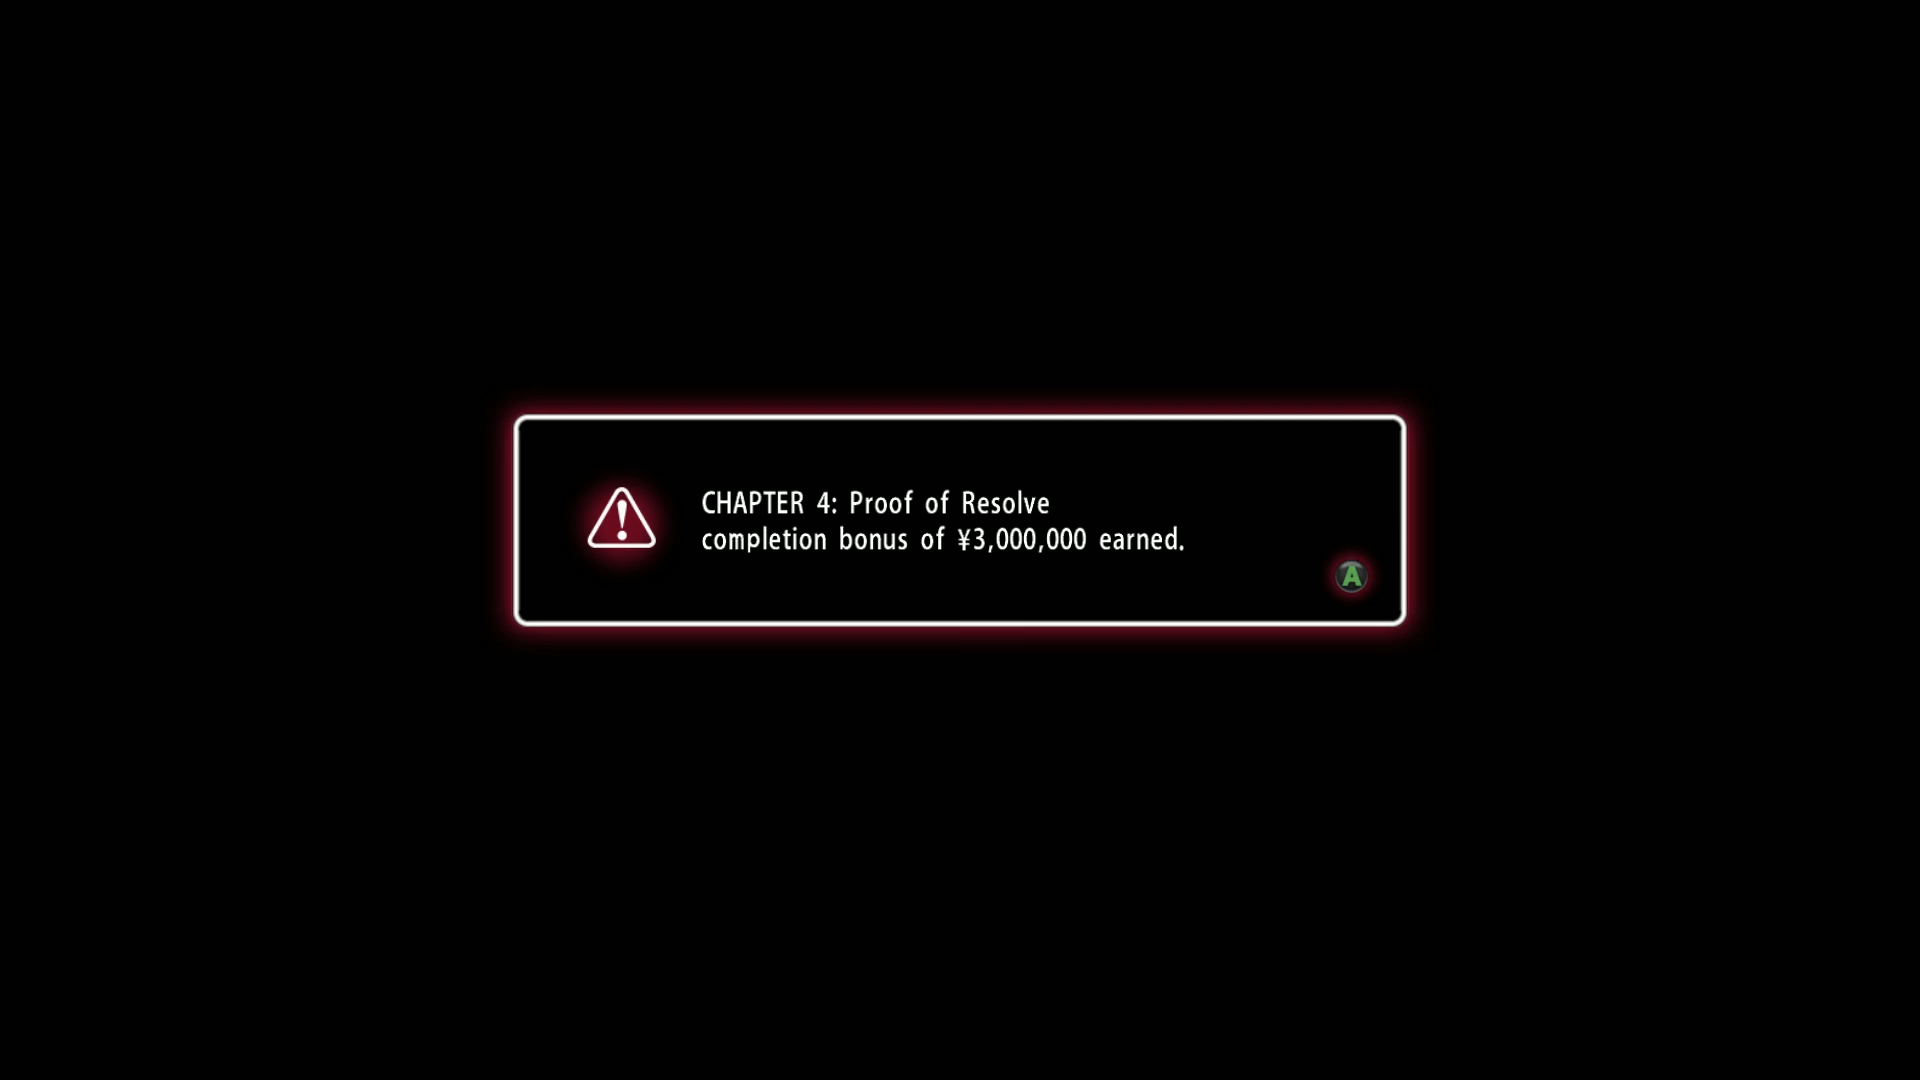 CHAPTER 4: Proof of Resolve
completion bonus of ¥3,000,000 earned.
A